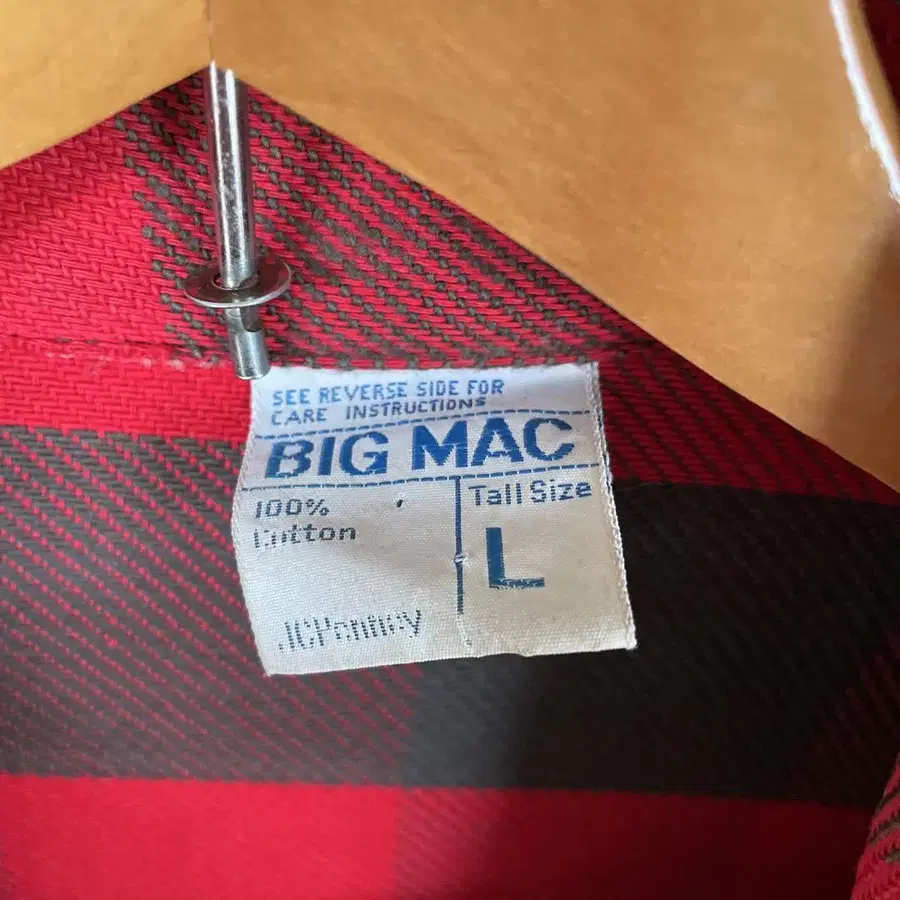 SEE REVERSE SIDE FOR
CARE INSTRUCTIONS
BIG MAC
100%
Cotton
Tall Size
L
JCPenney